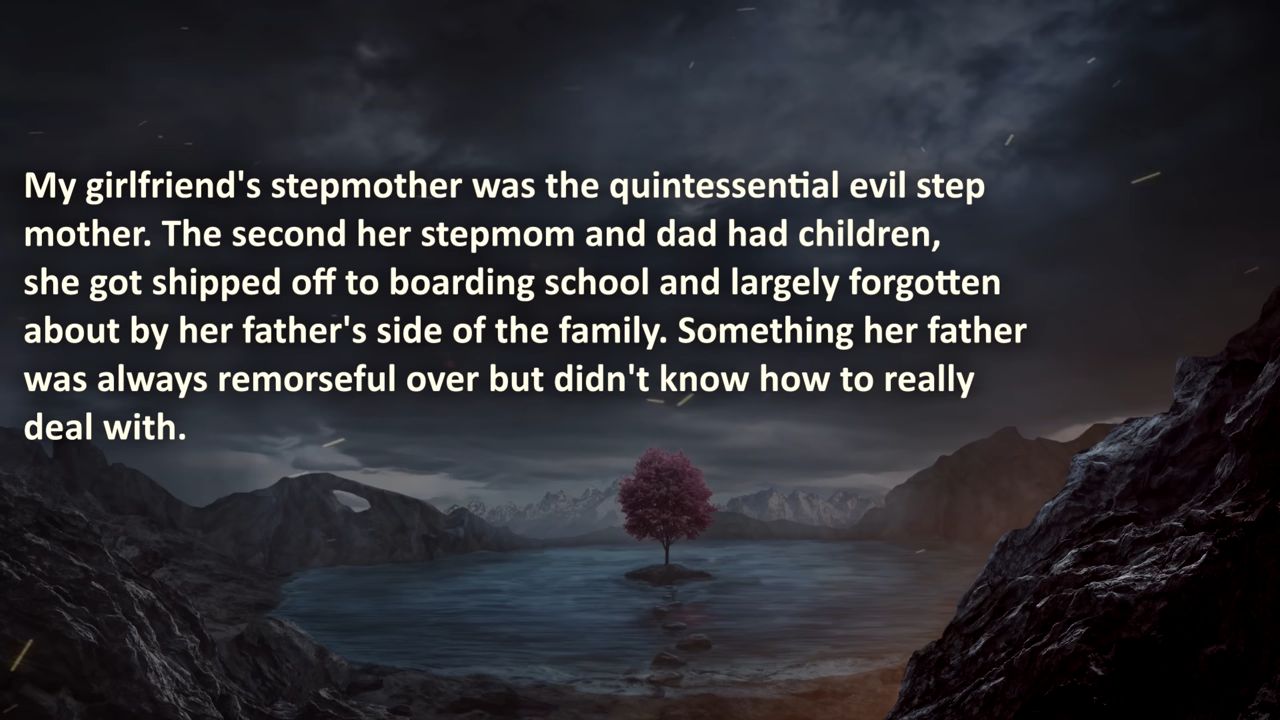 My girlfriend's stepmother was the quintessential evil step
mother. The second her stepmom and dad had children,
she got shipped off to boarding school and largely forgotten
about by her father's side of the family. Something her father
was always remorseful over but didn't know how to really
deal with.